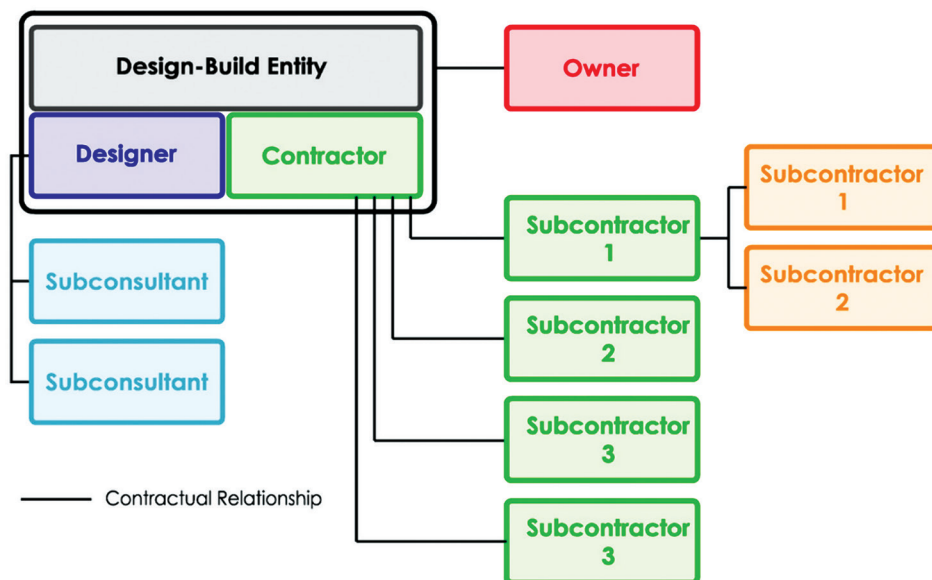 Design-Build Entity
Owner
Designer
Contractor
Subcontractor
1
Subcontractor
1
Subcontractor
2
Subconsultant
Subcontractor
2
Subconsultant
Subcontractor
3
Contractual Relationship
Subcontractor
3